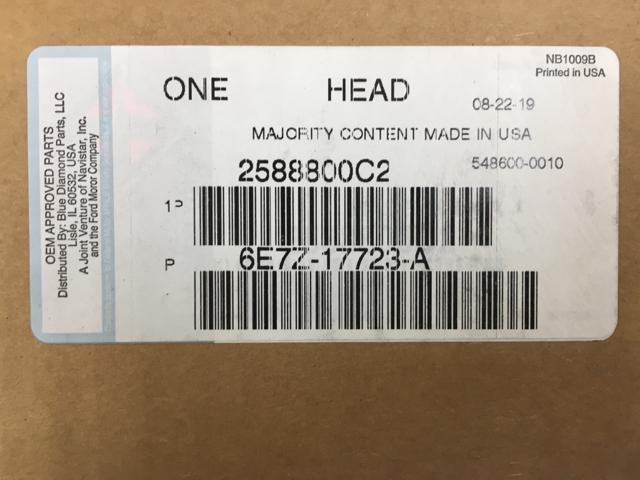 NB1009B
Printed in USA
ONE HEAD
08-22-19
MAJORITY CONTENT MADE IN USA
2588800C2
548600-0010
1P
6E7Z-17723-A
P
OEM APPROVED PARTS
Distributed By: Blue Diamond Parts, LLC
Lisle, IL 60532, USA
A Joint Venture of Navistar, Inc.
and the Ford Motor Company